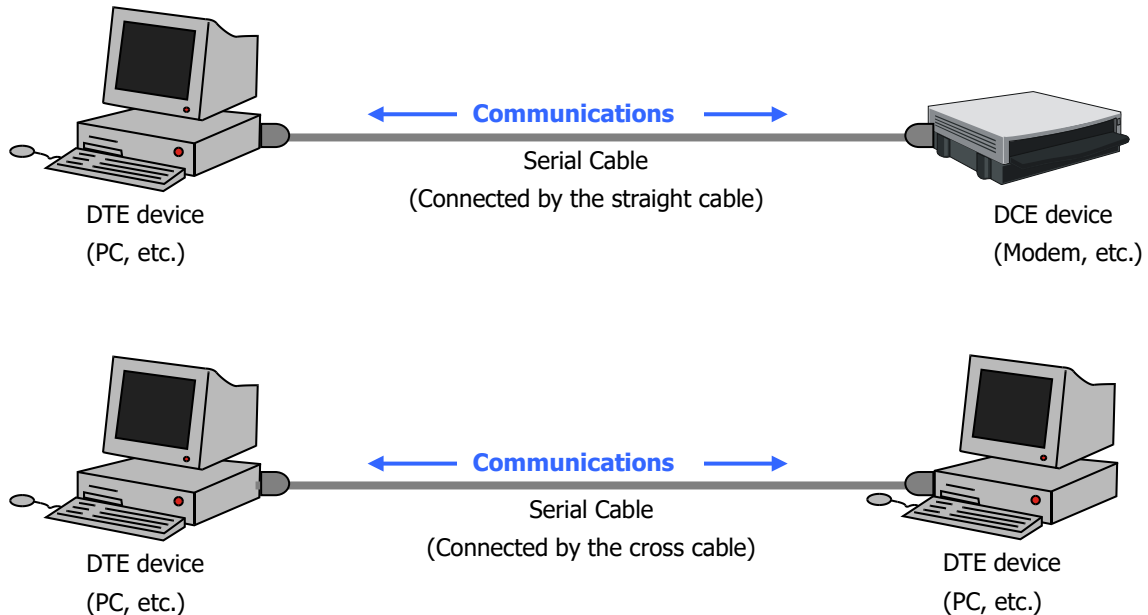 Communications
Serial Cable
(Connected by the straight cable)
DTE device
(PC, etc.)
DCE device
(Modem, etc.)
Communications
Serial Cable
(Connected by the cross cable)
DTE device
(PC, etc.)
DTE device
(PC, etc.)